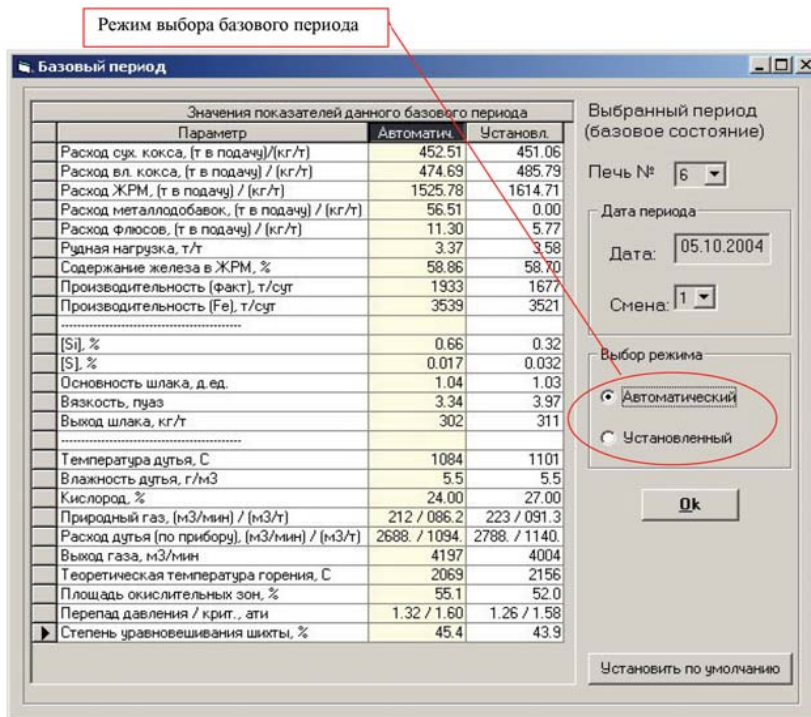 Режим выбора базового периода
Базовый период
Значения показателей данного базового периода
Параметр Автоматич. Установл.
Расход сух. кокса, (т в подачу)/(кг/т) 452.51 451.06
Расход вл. кокса, (т в подачу) / (кг/т) 474.69 485.79
Расход ЖРМ, (т в подачу) / (кг/т) 1525.78 1614.71
Расход металлодобавок, (т в подачу) / (кг/т) 56.51 0.00
Расход флюсов, (т в подачу) / (кг/т) 11.30 5.77
Рудная нагрузка, т/т 3.37 3.58
Содержание железа в ЖРМ, % 58.86 58.70
Производительность (факт), т/сут 1933 1677
Производительность (Fe), т/сут 3539 3521
---------------------------------------------
[Si], % 0.66 0.32
[S], % 0.017 0.032
Основность шлака, д.ед. 1.04 1.03
Вязкость, пуаз 3.34 3.97
Выход шлака, кг/т 302 311
---------------------------------------------
Температура дутья, С 1084 1101
Влажность дутья, г/м3 5.5 5.5
Кислород, % 24.00 27.00
Природный газ, (м3/мин) / (м3/т) 212 / 086.2 223 / 091.3
Расход дутья (по прибору), (м3/мин) / (м3/т) 2688. / 1094. 2788. / 1140.
Выход газа, м3/мин 4197 4004
Теоретическая температура горения, С 2069 2156
Площадь окислительных зон, % 55.1 52.0
Перепад давления / крит., ати 1.32 / 1.60 1.26 / 1.58
Степень уравновешивания шихты, % 45.4 43.9
Выбранный период
(базовое состояние)
Печь № 6
Дата периода
Дата: 05.10.2004
Смена: 1
Выбор режима
Автоматический
Установленный
Ok
Установить по умолчанию